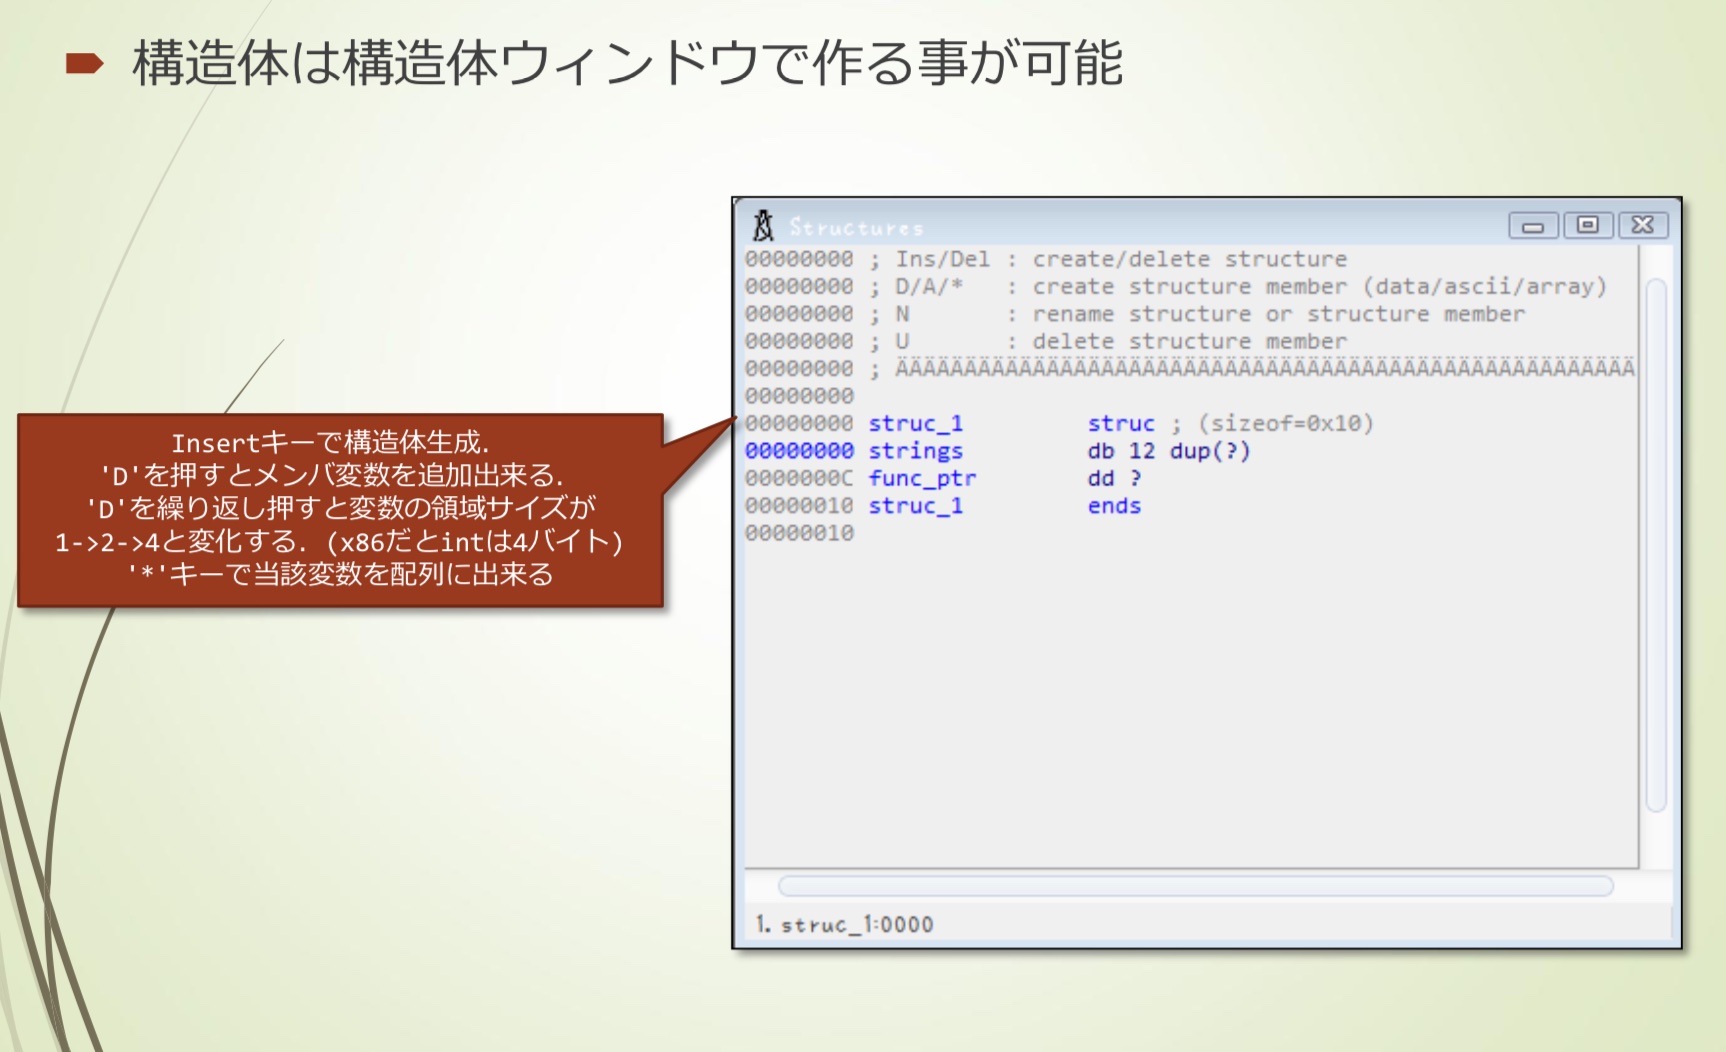 構造体は構造体ウィンドウで作る事が可能
Insertキーで構造体生成.
'D'を押すとメンバ変数を追加出来る.
'D'を繰り返し押すと変数の領域サイズが
1->2->4と変化する. (x86だとintは4バイト)
'*'キーで当該変数を配列に出来る
Structures
00000000 ; Ins/Del : create/delete structure
00000000 ; D/A/* : create structure member (data/ascii/array)
00000000 ; N : rename structure or structure member
00000000 ; U : delete structure member
00000000 ; ÄÄÄÄÄÄÄÄÄÄÄÄÄÄÄÄÄÄÄÄÄÄÄÄÄÄÄÄÄÄÄÄÄÄÄÄÄÄÄÄÄÄÄÄÄÄÄÄÄÄÄÄÄÄ
00000000
00000000 struc_1 struc ; (sizeof=0x10)
00000000 strings db 12 dup(?)
0000000C func_ptr dd ?
00000010 struc_1 ends
00000010
1. struc_1:0000